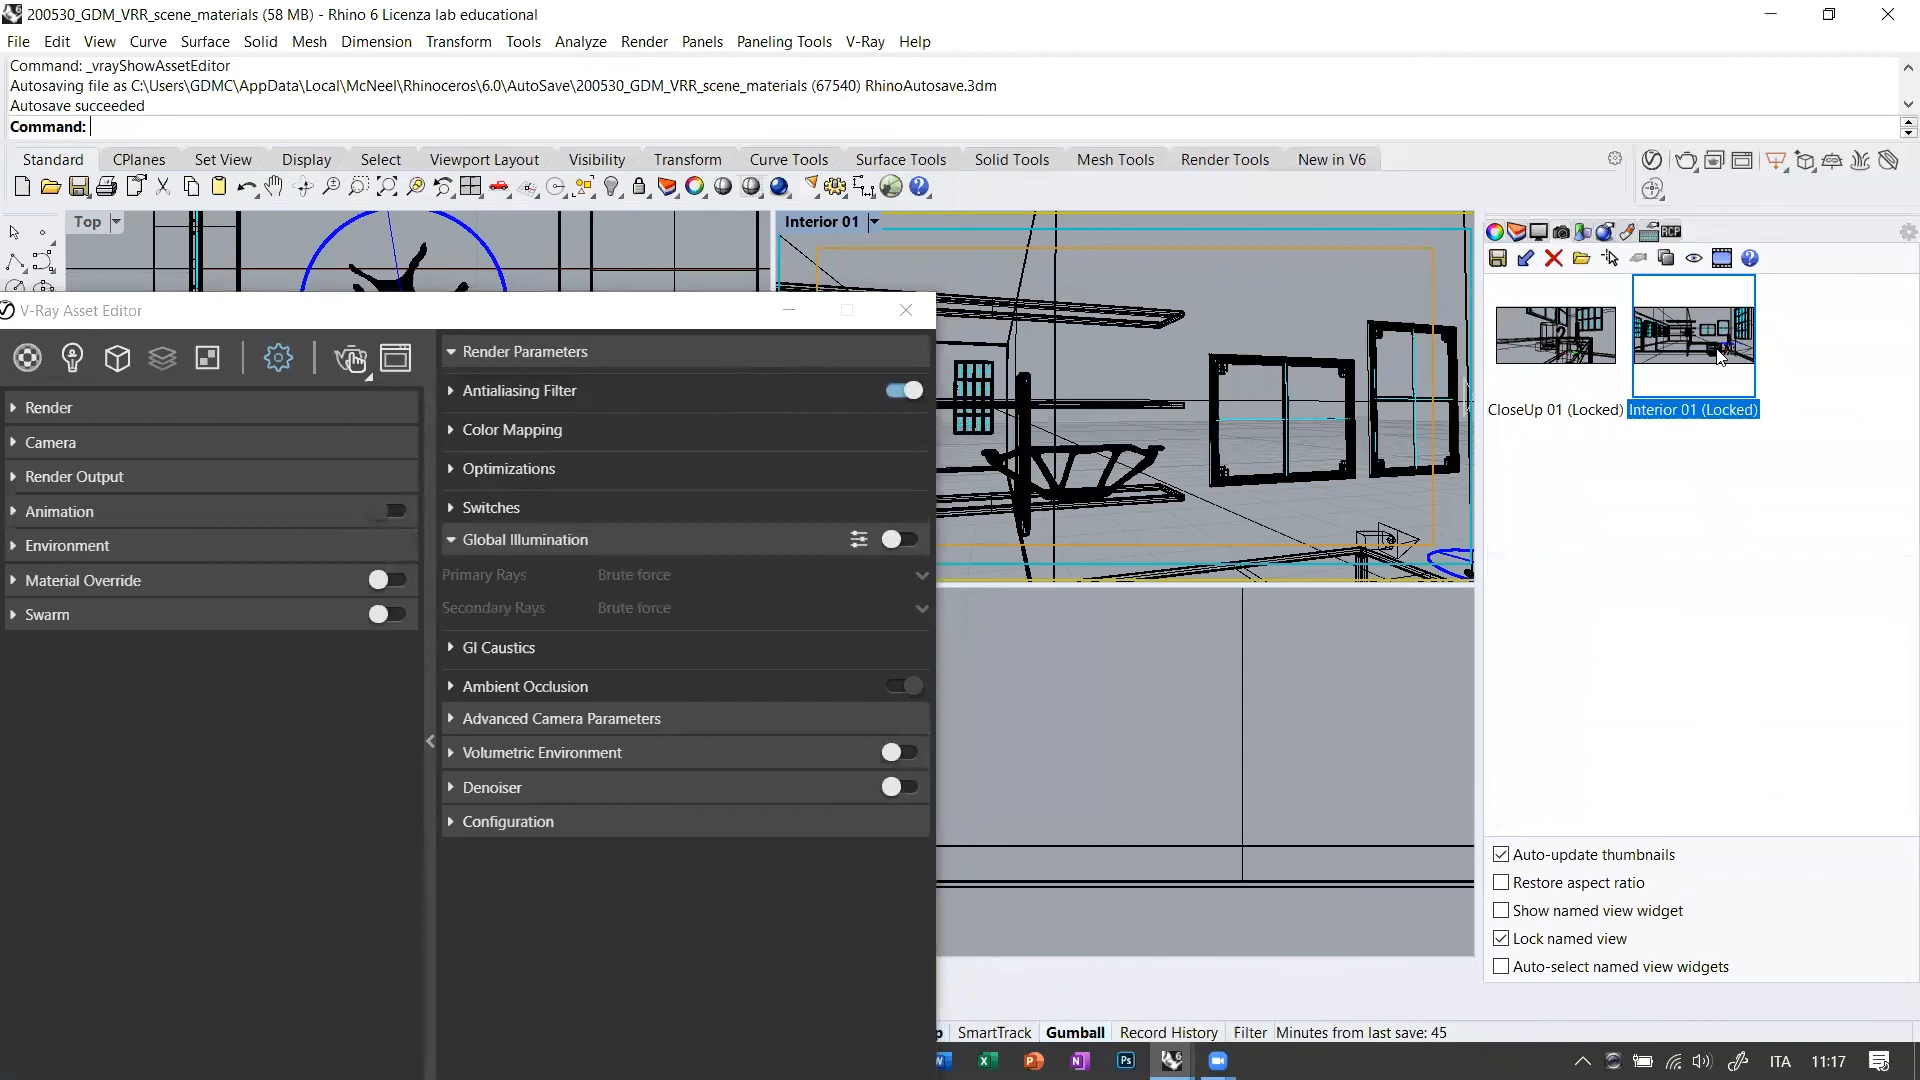 200530_GDM_VRR_scene_materials (58 MB) - Rhino 6 Licenza lab educational
File Edit View Curve Surface Solid Mesh Dimension Transform Tools Analyze Render Panels Paneling Tools V-Ray Help
Command: _vrayShowAssetEditor
Autosaving file as C:\Users\GDMC\AppData\Local\McNeel\Rhinoceros\6.0\AutoSave\200530_GDM_VRR_scene_materials (67540) RhinoAutosave.3dm
Autosave succeeded
Command:
Standard CPlanes Set View Display Select Viewport Layout Visibility Transform Curve Tools Surface Tools Solid Tools Mesh Tools Render Tools New in V6
Top
Interior 01
RCP
V-Ray Asset Editor
Render
Camera
Render Output
Animation
Environment
Material Override
Swarm
Render Parameters
Antialiasing Filter
Color Mapping
Optimizations
Switches
Global Illumination
Primary Rays Brute force
Secondary Rays Brute force
GI Caustics
Ambient Occlusion
Advanced Camera Parameters
Volumetric Environment
Denoiser
Configuration
CloseUp 01 (Locked) Interior 01 (Locked)
Auto-update thumbnails
Restore aspect ratio
Show named view widget
Lock named view
Auto-select named view widgets
SmartTrack Gumball Record History Filter Minutes from last save: 45
Ps
ITA 11:17